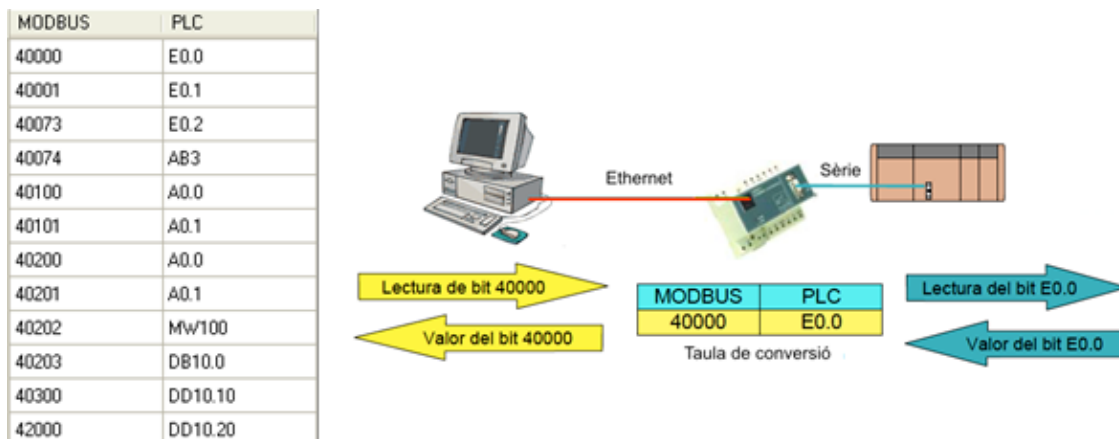 MODBUS PLC
40000 E0.0
40001 E0.1
40073 E0.2
40074 AB3
40100 A0.0
40101 A0.1
40200 A0.0
40201 A0.1
40202 MW100
40203 DB10.0
40300 DD10.10
42000 DD10.20
Ethernet
Sèrie
Lectura de bit 40000
Valor del bit 40000
MODBUS PLC
40000 E0.0
Taula de conversió
Lectura del bit E0.0
Valor del bit E0.0